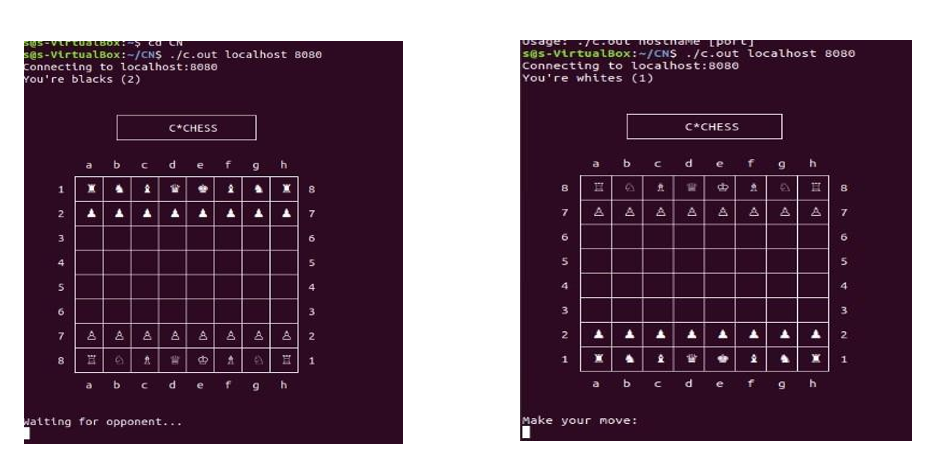 s@s-VirtualBox:~$ cd CN
s@s-VirtualBox:~/CN$ ./c.out localhost 8080
Connecting to localhost:8080
You're blacks (2)
C*CHESS
a b c d e f g h
1 ♜ ♞ ♝ ♛ ♚ ♝ ♞ ♜ 8
2 ♟ ♟ ♟ ♟ ♟ ♟ ♟ ♟ 7
3 6
4 5
5 4
6 3
7 ♙ ♙ ♙ ♙ ♙ ♙ ♙ ♙ 2
8 ♖ ♘ ♗ ♕ ♔ ♗ ♘ ♖ 1
a b c d e f g h
Waiting for opponent...
Usage: ./c.out hostname [port]
s@s-VirtualBox:~/CN$ ./c.out localhost 8080
Connecting to localhost:8080
You're whites (1)
C*CHESS
a b c d e f g h
8 ♖ ♘ ♗ ♕ ♔ ♗ ♘ ♖ 8
7 ♙ ♙ ♙ ♙ ♙ ♙ ♙ ♙ 7
6 6
5 5
4 4
3 3
2 ♟ ♟ ♟ ♟ ♟ ♟ ♟ ♟ 2
1 ♜ ♞ ♝ ♛ ♚ ♝ ♞ ♜ 1
a b c d e f g h
Make your move: